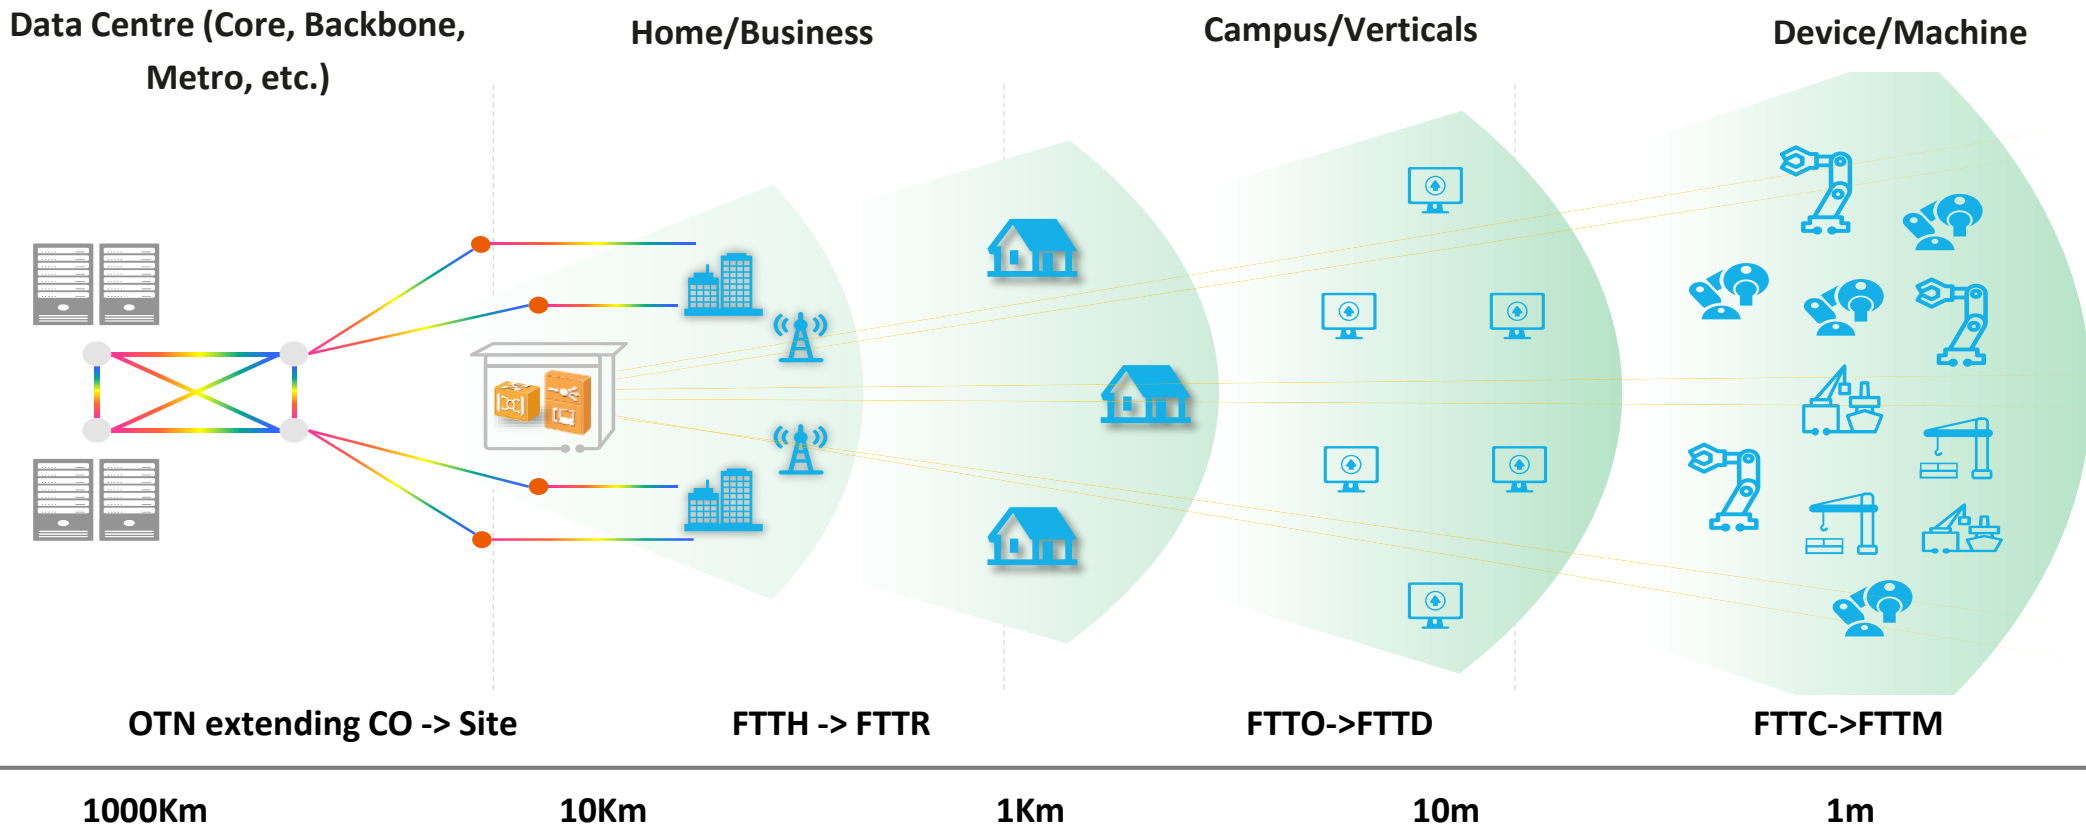 Data Centre (Core, Backbone,
Metro, etc.)
Home/Business
Campus/Verticals
Device/Machine
OTN extending CO -> Site
FTTH -> FTTR
FTTO->FTTD
FTTC->FTTM
1000Km
10Km
1Km
10m
1m